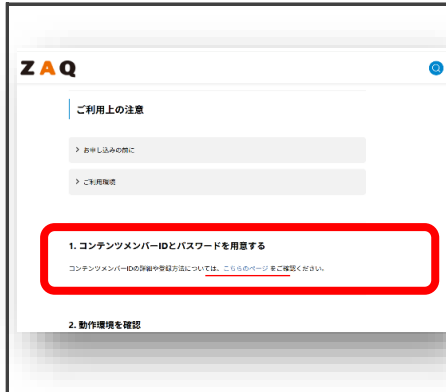 ZAQ
ご利用上の注意
お申し込みの前に
ご利用環境
1. コンテンツメンバーIDとパスワードを用意する
コンテンツメンバーIDの詳細や登録方法については、こちらのページ をご確認ください。
2. 動作環境を確認